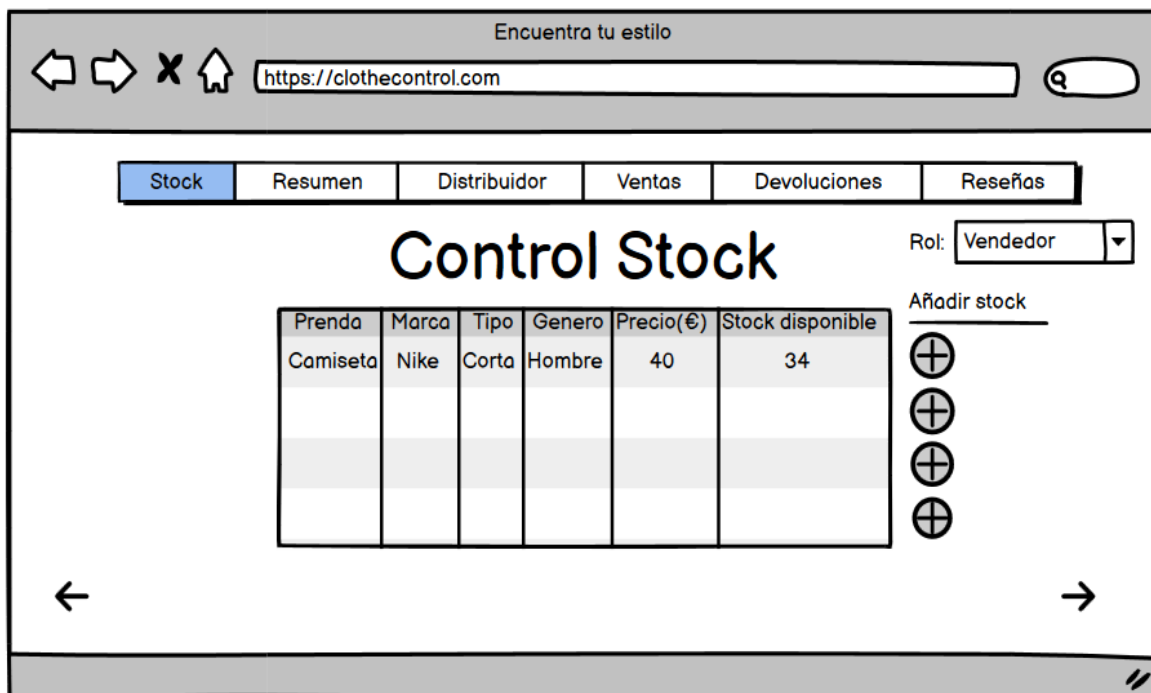 Encuentra tu estilo
https://clothecontrol.com
Stock Resumen Distribuidor Ventas Devoluciones Reseñas
Control Stock
Rol: Vendedor
Añadir stock
Prenda Marca Tipo Genero Precio(€) Stock disponible
Camiseta Nike Corta Hombre 40 34